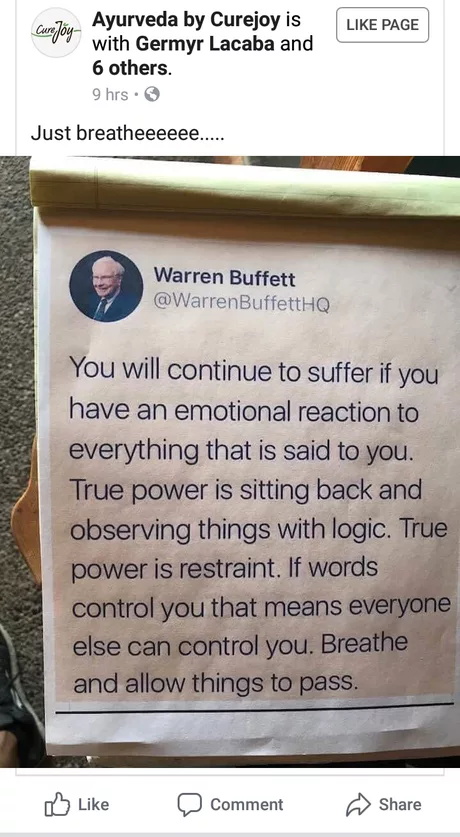 CureJoy
Ayurveda by Curejoy is
with Germyr Lacaba and
6 others.
LIKE PAGE
9 hrs •
Just breatheeeeee.....
Warren Buffett
@WarrenBuffettHQ
You will continue to suffer if you
have an emotional reaction to
everything that is said to you.
True power is sitting back and
observing things with logic. True
power is restraint. If words
control you that means everyone
else can control you. Breathe
and allow things to pass.
Like
Comment
Share